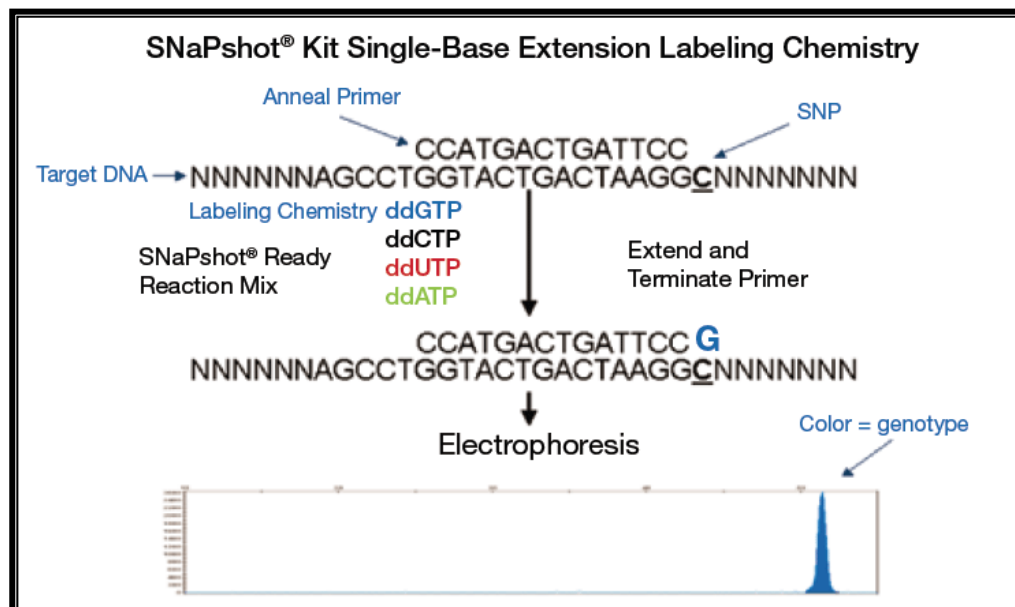 SNaPshot® Kit Single-Base Extension Labeling Chemistry
Anneal Primer
SNP
CCATGACTGATTCC
Target DNA
NNNNNNAGCCTGGTACTGACTAAGGCNNNNNNN
Labeling Chemistry ddGTP
ddCTP
ddUTP
ddATP
SNaPshot® Ready
Reaction Mix
Extend and
Terminate Primer
CCATGACTGATTCC G
NNNNNNAGCCTGGTACTGACTAAGGCNNNNNNN
Electrophoresis
Color = genotype